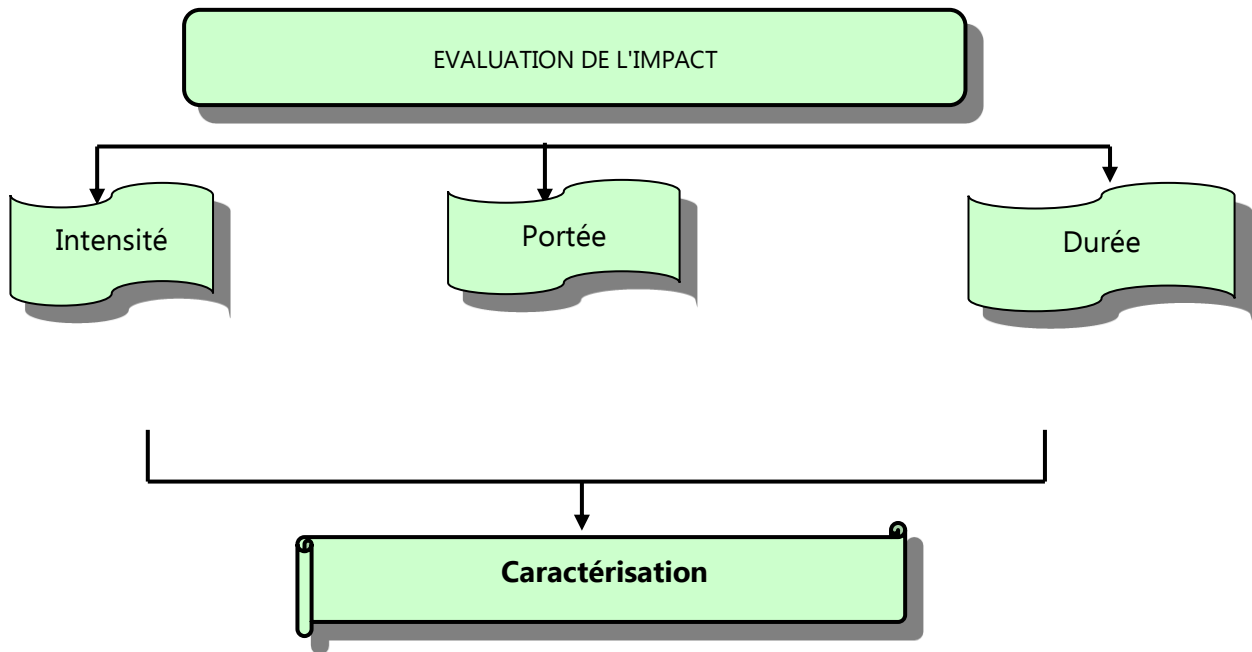 EVALUATION DE L'IMPACT
Intensité
Portée
Durée
Caractérisation